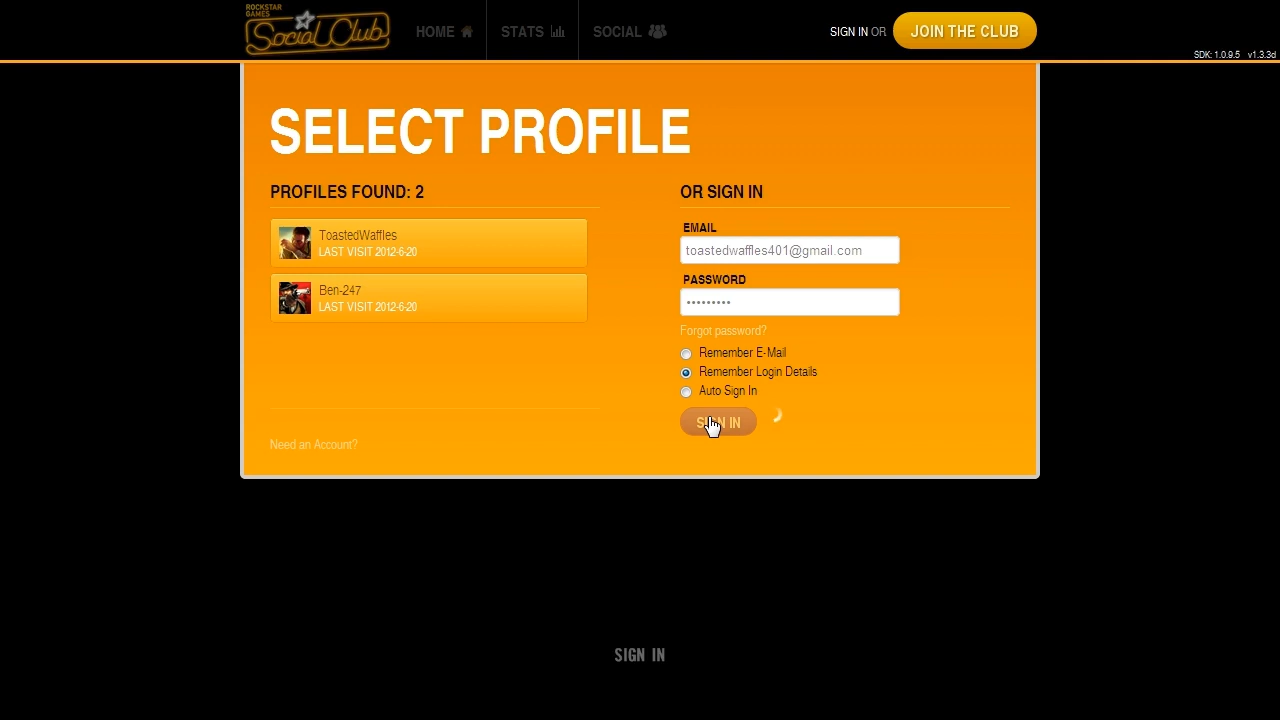 ROCKSTAR
GAMES
Social Club
HOME
STATS
SOCIAL
SIGN IN OR
JOIN THE CLUB
SDK: 1.0.9.5 v1.3.3d
SELECT PROFILE
PROFILES FOUND: 2
ToastedWaffles
LAST VISIT 2012-6-20
Ben-247
LAST VISIT 2012-6-20
Need an Account?
OR SIGN IN
EMAIL
toastedwaffles401@gmail.com
PASSWORD
•••••••••
Forgot password?
Remember E-Mail
Remember Login Details
Auto Sign In
SIGN IN
SIGN IN